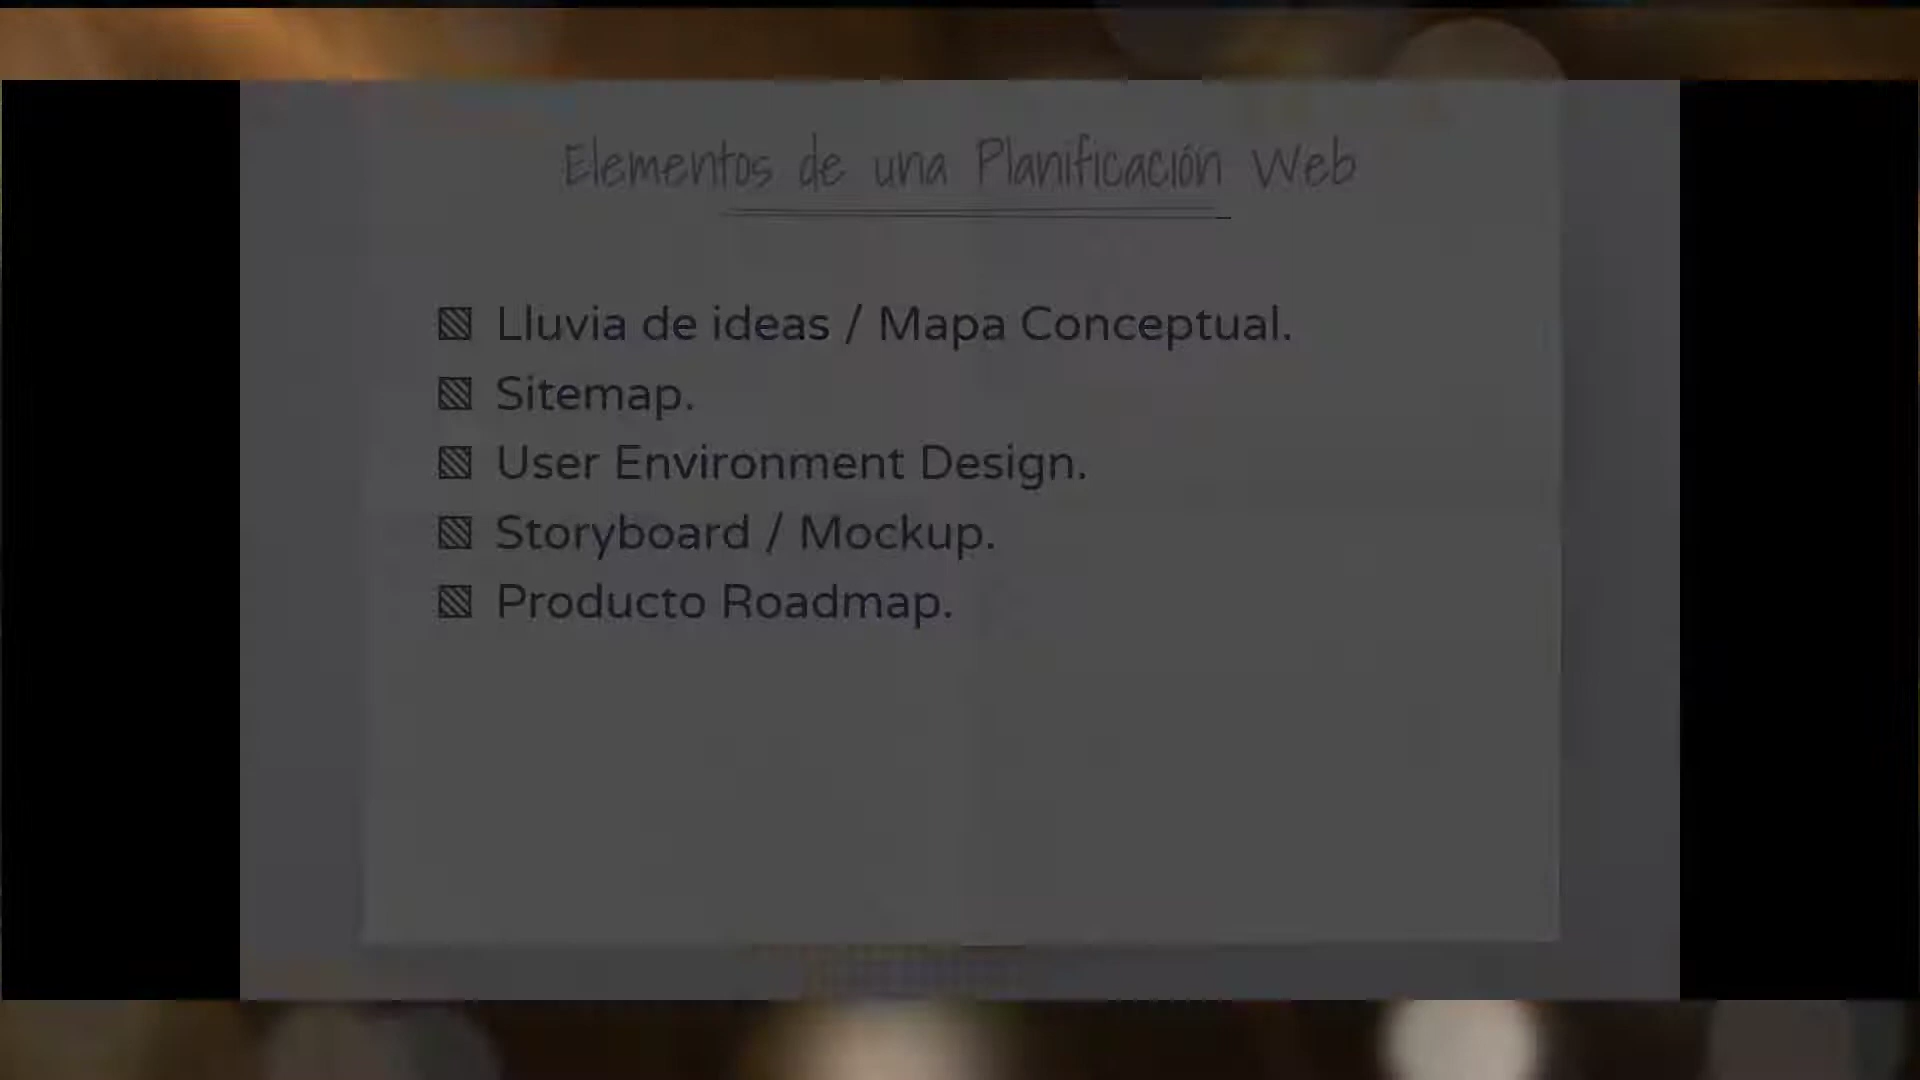 Elementos de una Planificación Web
Lluvia de ideas / Mapa Conceptual.
Sitemap.
User Environment Design.
Storyboard / Mockup.
Producto Roadmap.